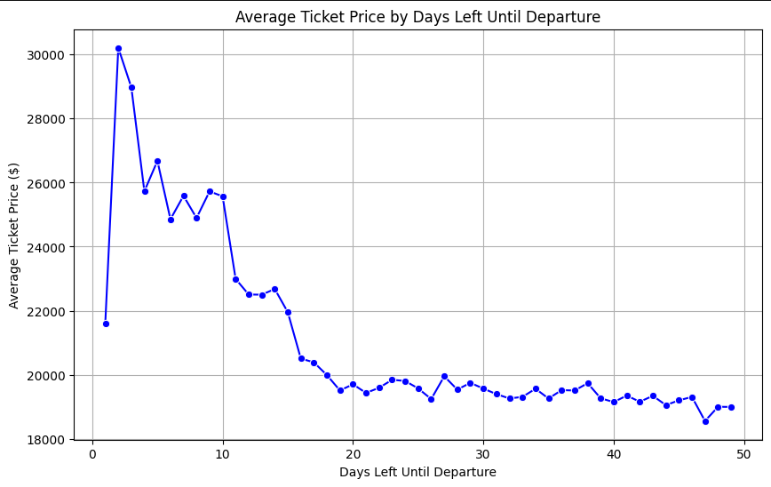 Average Ticket Price by Days Left Until Departure
Average Ticket Price ($)
30000
28000
26000
24000
22000
20000
18000
0 10 20 30 40 50
Days Left Until Departure